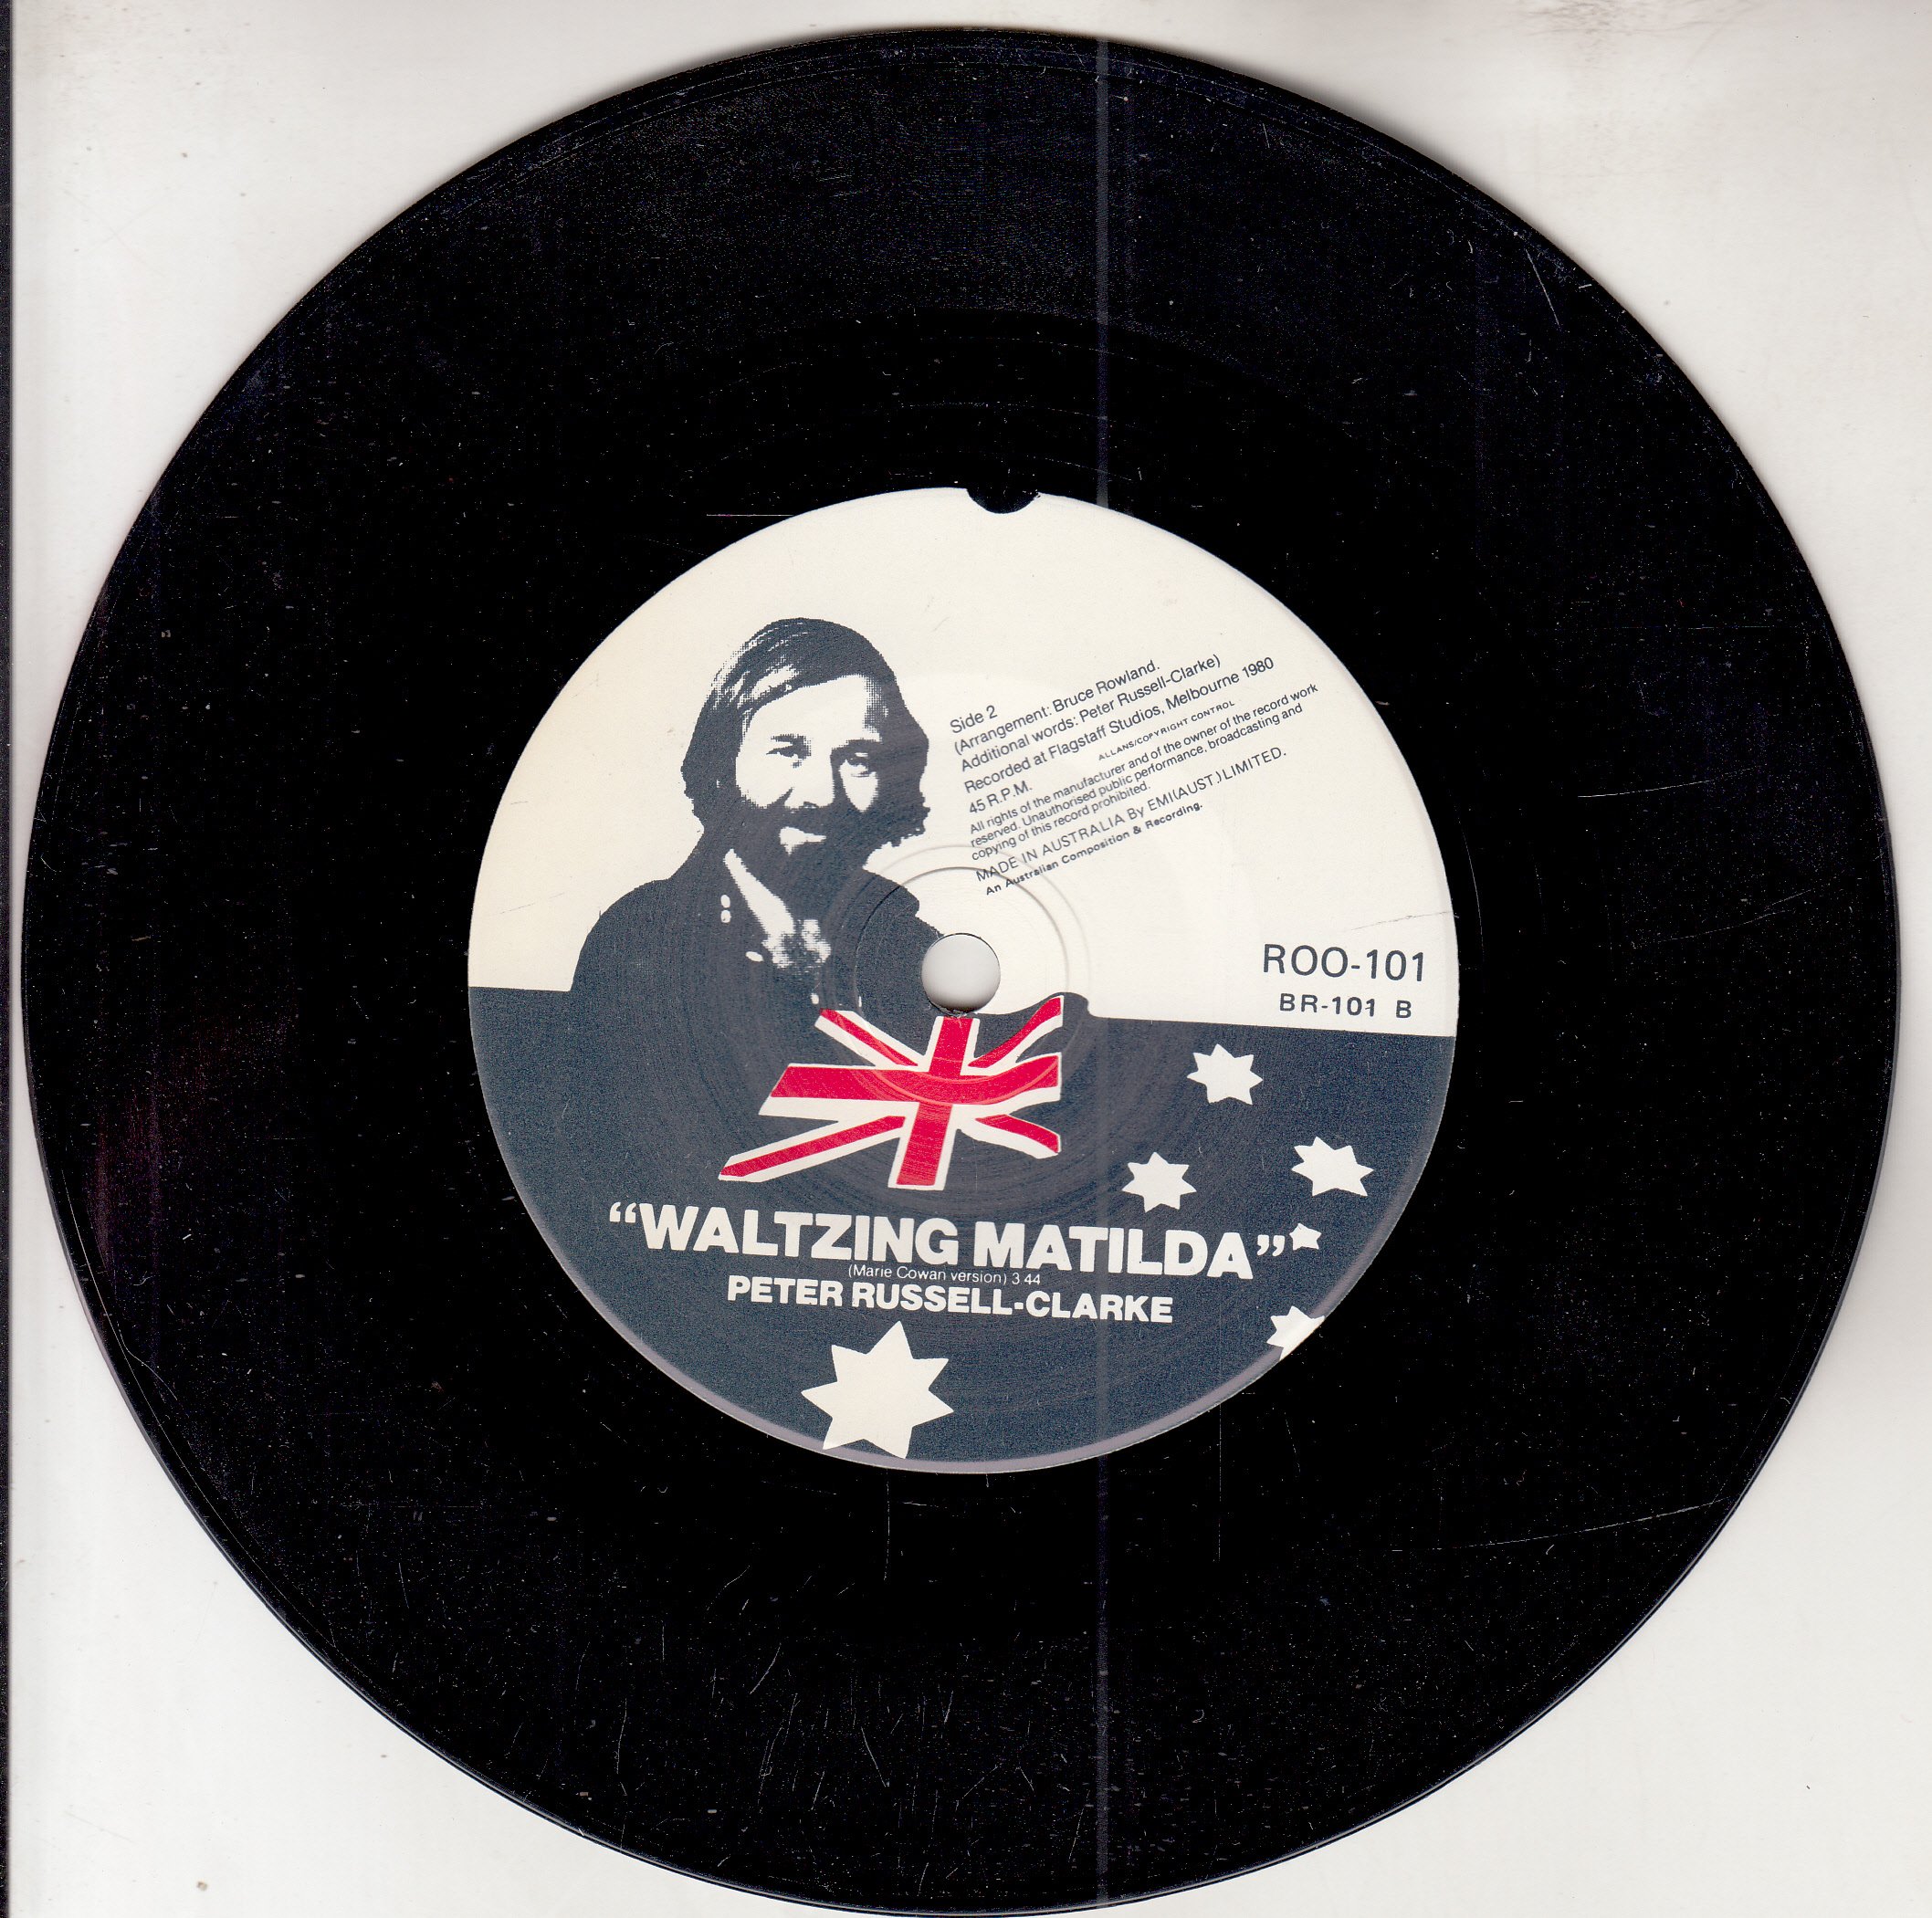 Side 2
(Arrangement: Bruce Rowland.
Additional words: Peter Russell-Clarke)
Recorded at Flagstaff Studios, Melbourne 1980
45 R.P.M.
ALLANS/COPYRIGHT CONTROL
All rights of the manufacturer and of the owner of the record work
reserved. Unauthorised public performance, broadcasting and
copying of this record prohibited.
MADE IN AUSTRALIA By EMI(AUST.)LIMITED.
An Australian Composition & Recording.
ROO-101
BR-101 B
“WALTZING MATILDA”
(Marie Cowan version) 3 44
PETER RUSSELL-CLARKE